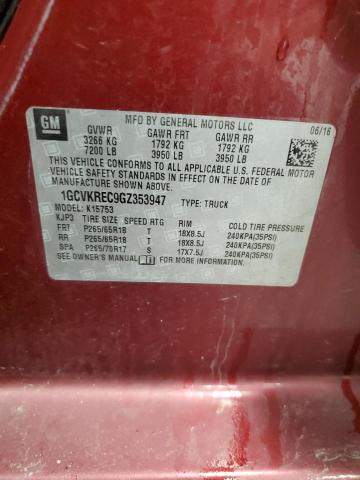 GM
MFD BY GENERAL MOTORS LLC
06/16
GVWR GAWR FRT GAWR RR
3266 KG 1792 KG 1792 KG
7200 LB 3950 LB 3950 LB
THIS VEHICLE CONFORMS TO ALL APPLICABLE U.S. FEDERAL MOTOR
VEHICLE SAFETY STANDARDS IN EFFECT ON THE DATE OF
MANUFACTURE SHOWN ABOVE.
1GCVKREC9GZ353947 TYPE: TRUCK
MODEL: K15753
KJP3 TIRE SIZE SPEED RTG RIM COLD TIRE PRESSURE
FRT P265/65R18 T 18X8.5J 240KPA(35PSI)
RR P265/65R18 T 18X8.5J 240KPA(35PSI)
SPA P265/70R17 S 17X7.5J 240KPA(35PSI)
SEE OWNER'S MANUAL FOR MORE INFORMATION.